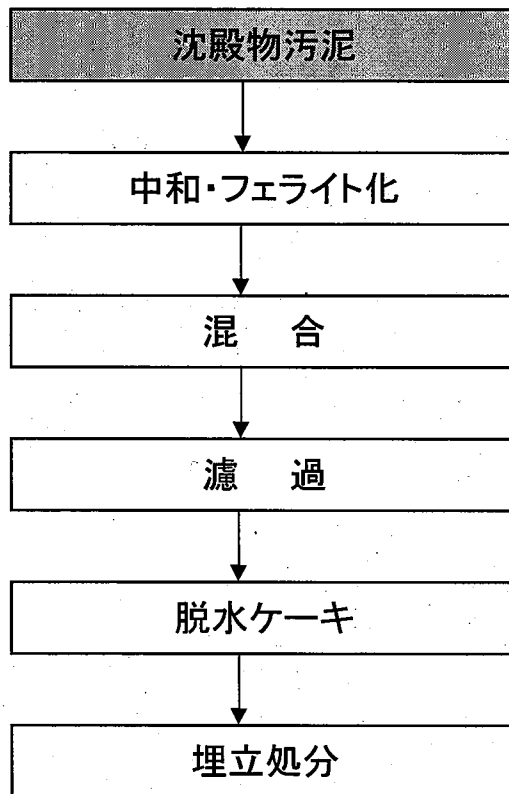 沈殿物汚泥
中和・フェライト化
混　合
濾　過
脱水ケーキ
埋立処分